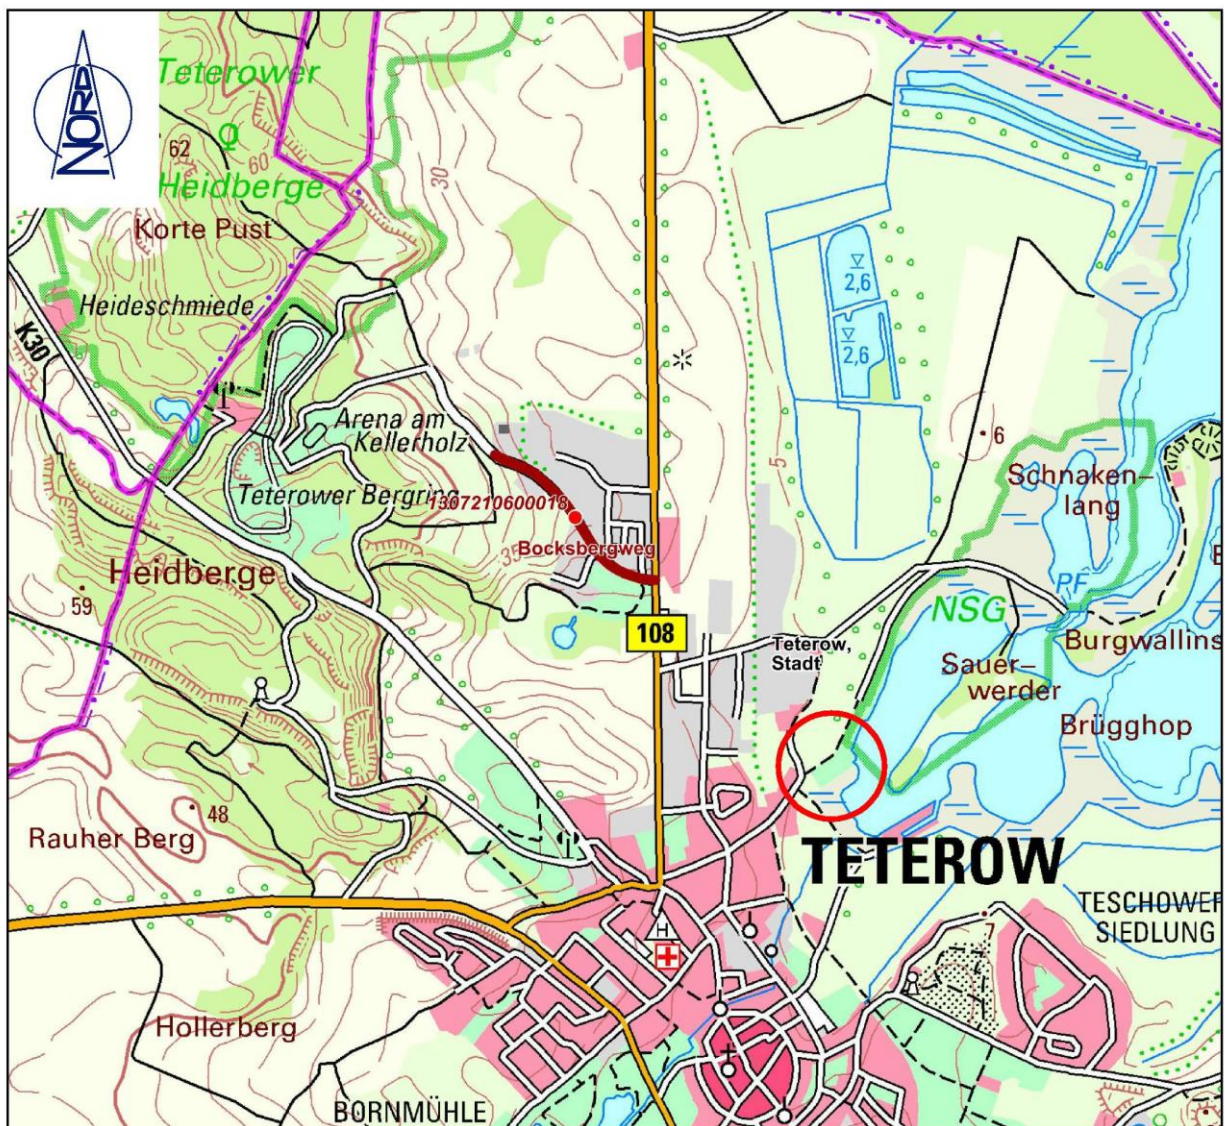 NORD
Teterower
62
60
Heidberge
30
Korte Pust
Heideschmiede
2,6
K30
2,6
Arena am
Kellerholz
5
6
Schnaken–
lang
Teterower Bergring
1307210600018
35
Bocksbergweg
Heidberge
59
PF
NSG
108
Teterow,
Stadt
Burgwallins
Sauer–
werder
Brügghop
48
Rauher Berg
TETEROW
TESCHOWER
SIEDLUNG
7
H
Hollerberg
BORNMÜHLE